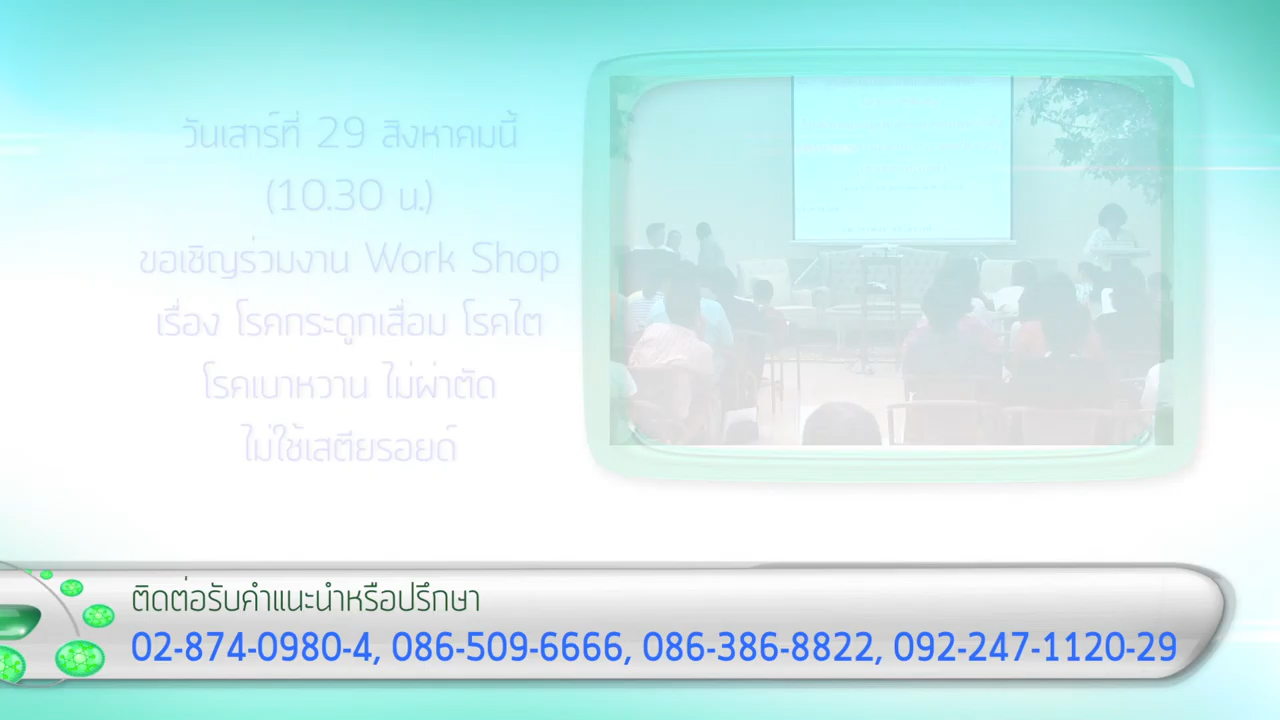 วันเสาร์ที่ 29 สิงหาคมนี้
(10.30 น.)
ขอเชิญร่วมงาน Work Shop
เรื่อง โรคกระดูกเสื่อม โรคไต
โรคเบาหวาน ไม่ผ่าตัด
ไม่ใช้เสตียรอยด์
ติดต่อรับคำแนะนำหรือปรึกษา
02-874-0980-4, 086-509-6666, 086-386-8822, 092-247-1120-29